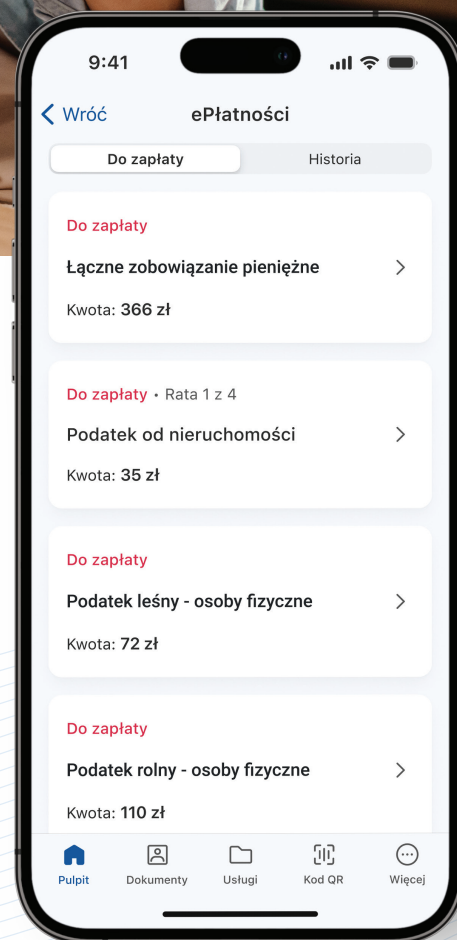 9:41
Wróć
ePłatności
Do zapłaty
Historia
Do zapłaty
Łączne zobowiązanie pieniężne
Kwota: 366 zł
Do zapłaty • Rata 1 z 4
Podatek od nieruchomości
Kwota: 35 zł
Do zapłaty
Podatek leśny - osoby fizyczne
Kwota: 72 zł
Do zapłaty
Podatek rolny - osoby fizyczne
Kwota: 110 zł
Pulpit
Dokumenty
Usługi
Kod QR
Więcej